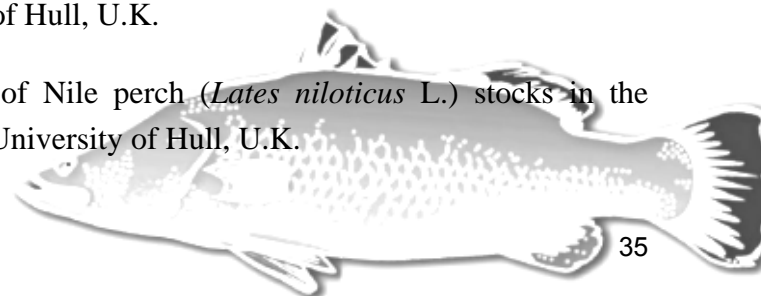 of Hull, U.K.
of Nile perch (Lates niloticus L.) stocks in the
University of Hull, U.K.
35